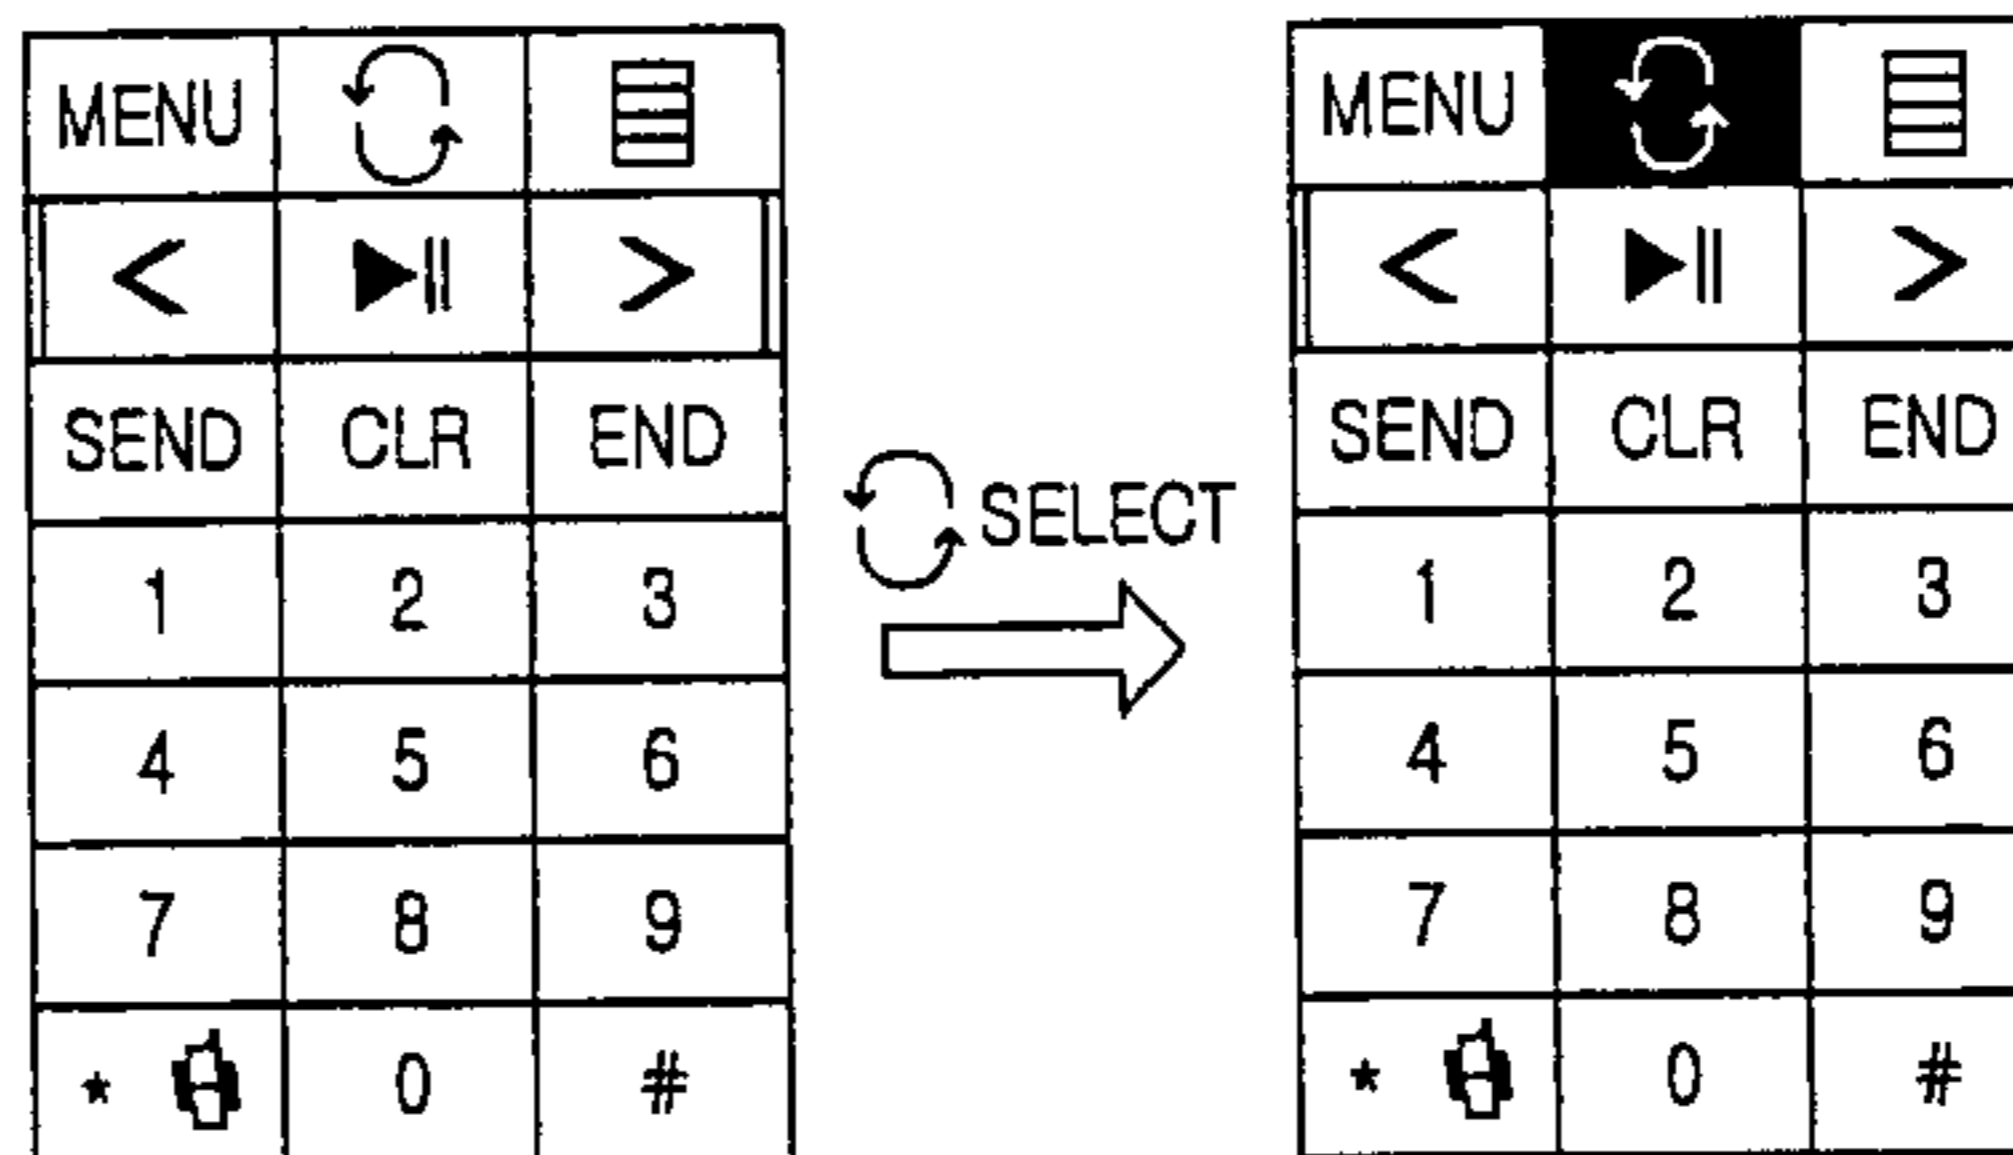 MENU
< >
SEND CLR END
SELECT
1 2 3
4 5 6
7 8 9
* 0 #
MENU
< >
SEND CLR END
1 2 3
4 5 6
7 8 9
* 0 #